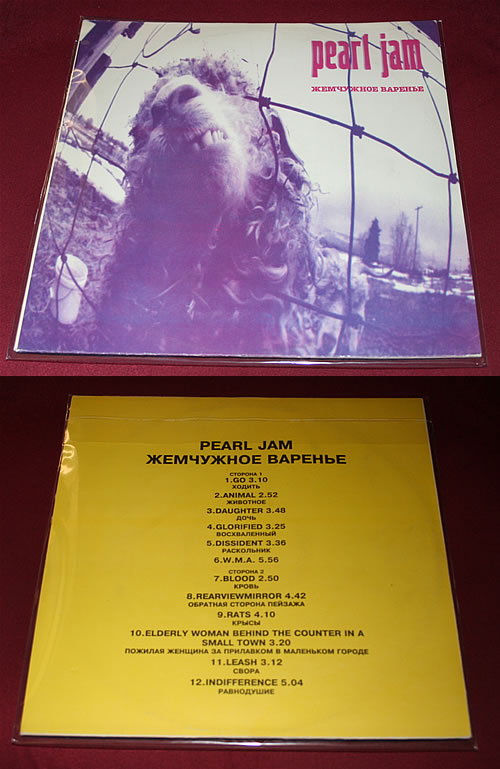 pearl jam
ЖЕМЧУЖНОЕ ВАРЕНЬЕ
PEARL JAM
ЖЕМЧУЖНОЕ ВАРЕНЬЕ
СТОРОНА 1
1.GO 3.10
ХОДИТЬ
2.ANIMAL 2.52
ЖИВОТНОЕ
3.DAUGHTER 3.48
ДОЧЬ
4.GLORIFIED 3.25
ВОСХВАЛЕННЫЙ
5.DISSIDENT 3.36
РАСКОЛЬНИК
6.W.M.A. 5.56
СТОРОНА 2
7.BLOOD 2.50
КРОВЬ
8.REARVIEWMIRROR 4.42
ОБРАТНАЯ СТОРОНА ПЕЙЗАЖА
9.RATS 4.10
КРЫСЫ
10.ELDERLY WOMAN BEHIND THE COUNTER IN A
SMALL TOWN 3.20
ПОЖИЛАЯ ЖЕНЩИНА ЗА ПРИЛАВКОМ В МАЛЕНЬКОМ ГОРОДЕ
11.LEASH 3.12
СВОРА
12.INDIFFERENCE 5.04
РАВНОДУШИЕ